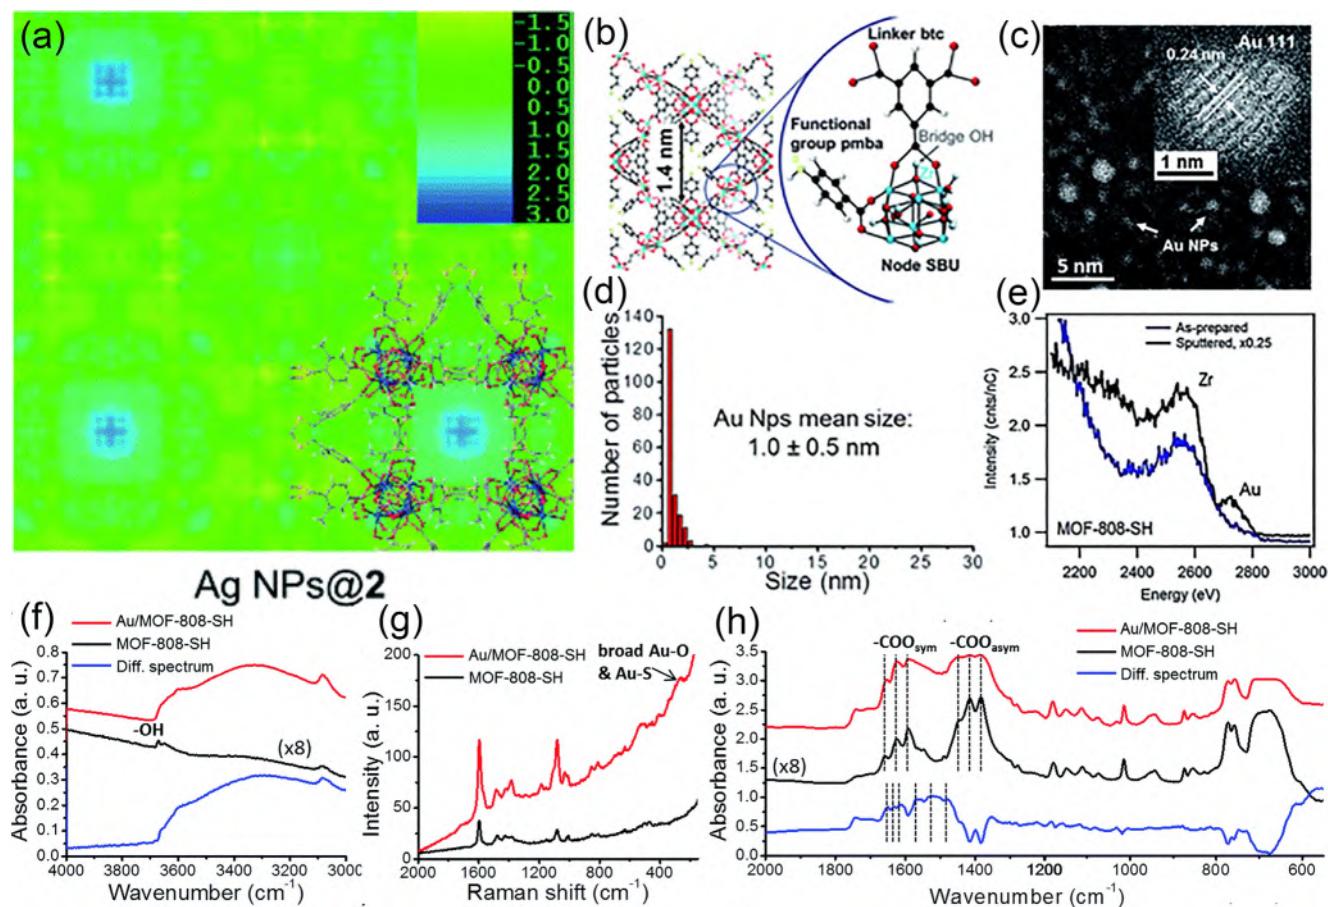 (a)
-1.5
-1.0
-0.5
0.0
0.5
1.0
1.5
2.0
2.5
3.0
Ag NPs@2
(b)
Linker btc
Functional
group pmba
Bridge OH
Zr
Node SBU
1.4 nm
(c)
Au 111
0.24 nm
1 nm
Au NPs
5 nm
(d)
Number of particles
140
120
100
80
60
40
20
0
Au Nps mean size:
1.0 ± 0.5 nm
0 5 10 15 20 25 30
Size (nm)
(e)
Intensity (cnts/nC)
3.0
2.5
2.0
1.5
1.0
As-prepared
Sputtered, x0.25
Zr
Au
MOF-808-SH
2200 2400 2600 2800 3000
Energy (eV)
(f)
Absorbance (a. u.)
0.8
0.7
0.6
0.5
0.4
0.3
0.2
0.1
0.0
Au/MOF-808-SH
MOF-808-SH
Diff. spectrum
-OH
(x8)
4000 3800 3600 3400 3200 3000
Wavenumber (cm⁻¹)
(g)
Intensity (a. u.)
200
150
100
50
0
Au/MOF-808-SH
MOF-808-SH
broad Au-O
& Au-S
2000 1600 1200 800 400
Raman shift (cm⁻¹)
(h)
Absorbance (a. u.)
3.5
3.0
2.5
2.0
1.5
1.0
0.5
0.0
-COOsym
-COOasym
Au/MOF-808-SH
MOF-808-SH
Diff. spectrum
(x8)
2000 1800 1600 1400 1200 1000 800 600
Wavenumber (cm⁻¹)